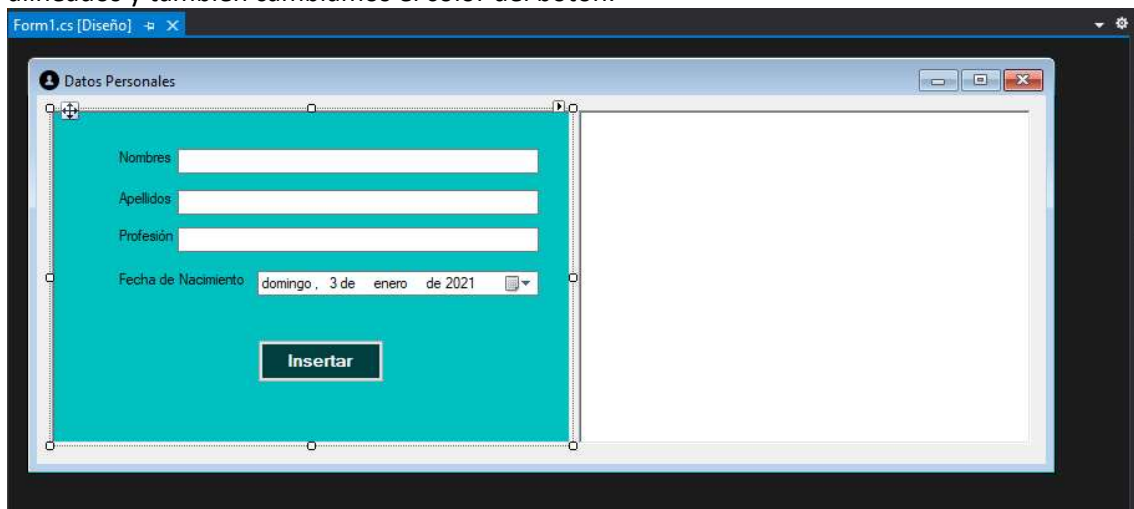 alineados y también cambiamos el color del botón.
Form1.cs [Diseño]
Datos Personales
Nombres
Apellidos
Profesión
Fecha de Nacimiento domingo , 3 de enero de 2021
Insertar